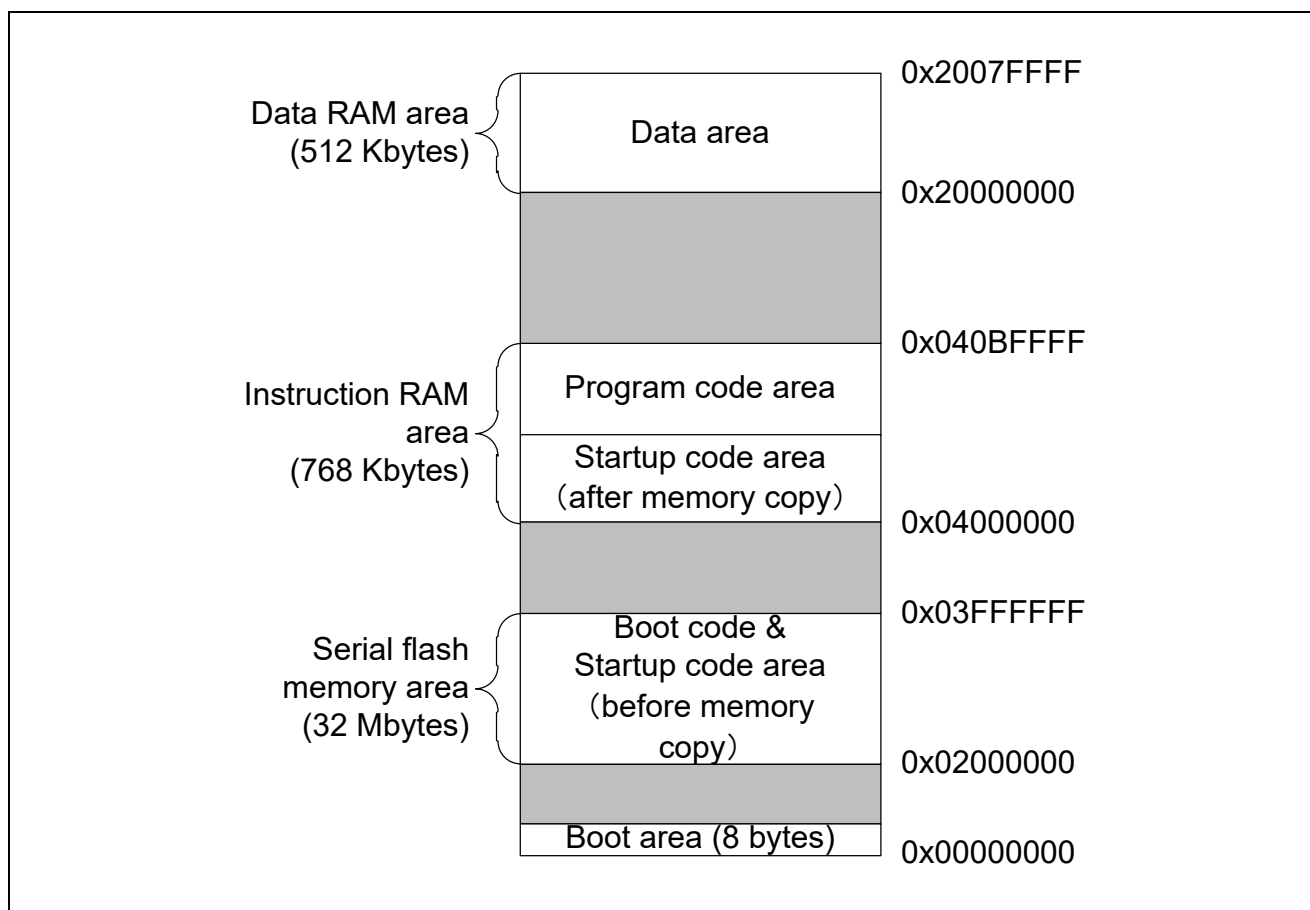 0x2007FFFF
Data RAM area
(512 Kbytes)
Data area
0x20000000
0x040BFFFF
Instruction RAM
area
(768 Kbytes)
Program code area
Startup code area
（after memory copy）
0x04000000
0x03FFFFFF
Serial flash
memory area
(32 Mbytes)
Boot code &
Startup code area
（before memory
copy）
0x02000000
Boot area (8 bytes)
0x00000000